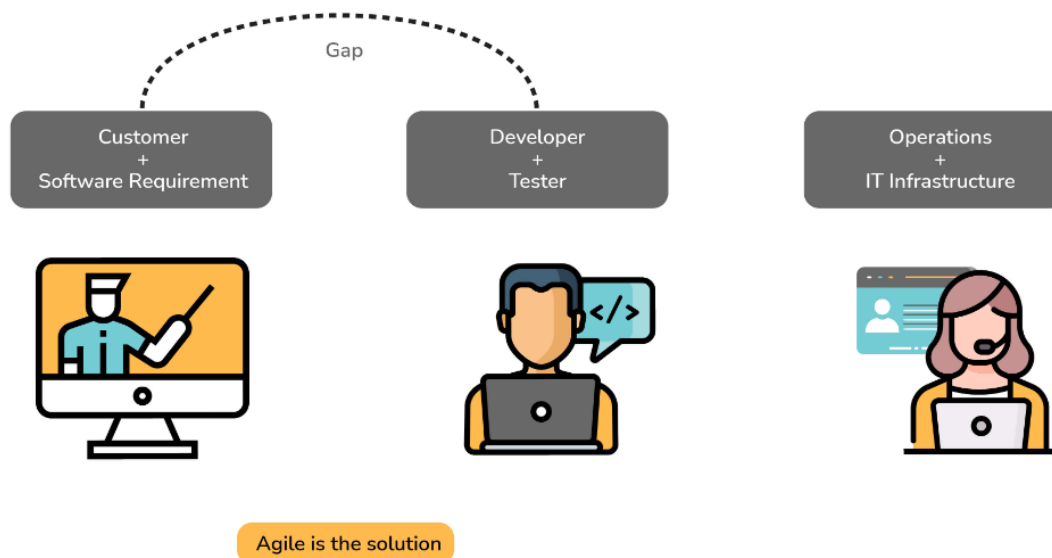 Gap
Customer
+
Software Requirement
Developer
+
Tester
Operations
+
IT Infrastructure
</>
Agile is the solution